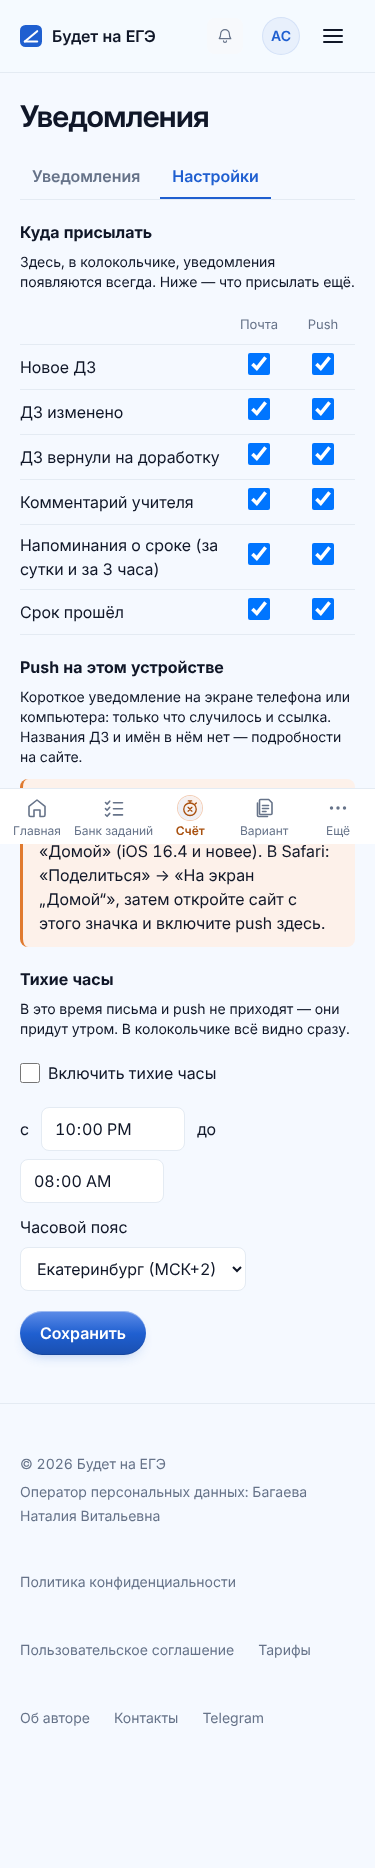 Будет на ЕГЭ
АС
Уведомления
Уведомления Настройки
Куда присылать
Здесь, в колокольчике, уведомления
появляются всегда. Ниже — что присылать ещё.
Почта Push
Новое ДЗ
ДЗ изменено
ДЗ вернули на доработку
Комментарий учителя
Напоминания о сроке (за
сутки и за 3 часа)
Срок прошёл
Push на этом устройстве
Короткое уведомление на экране телефона или
компьютера: только что случилось и ссылка.
Названия ДЗ и имён в нём нет — подробности
на сайте.
Главная Банк заданий Счёт Вариант Ещё
«Домой» (iOS 16.4 и новее). В Safari:
«Поделиться» → «На экран
„Домой“», затем откройте сайт с
этого значка и включите push здесь.
Тихие часы
В это время письма и push не приходят — они
придут утром. В колокольчике всё видно сразу.
Включить тихие часы
с 10:00 PM до
08:00 AM
Часовой пояс
Екатеринбург (МСК+2)
Сохранить
© 2026 Будет на ЕГЭ
Оператор персональных данных: Багаева
Наталия Витальевна
Политика конфиденциальности
Пользовательское соглашение Тарифы
Об авторе Контакты Telegram